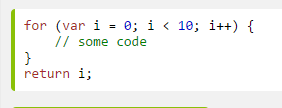 for (var i = 0; i < 10; i++) {
    // some code
}
return i;